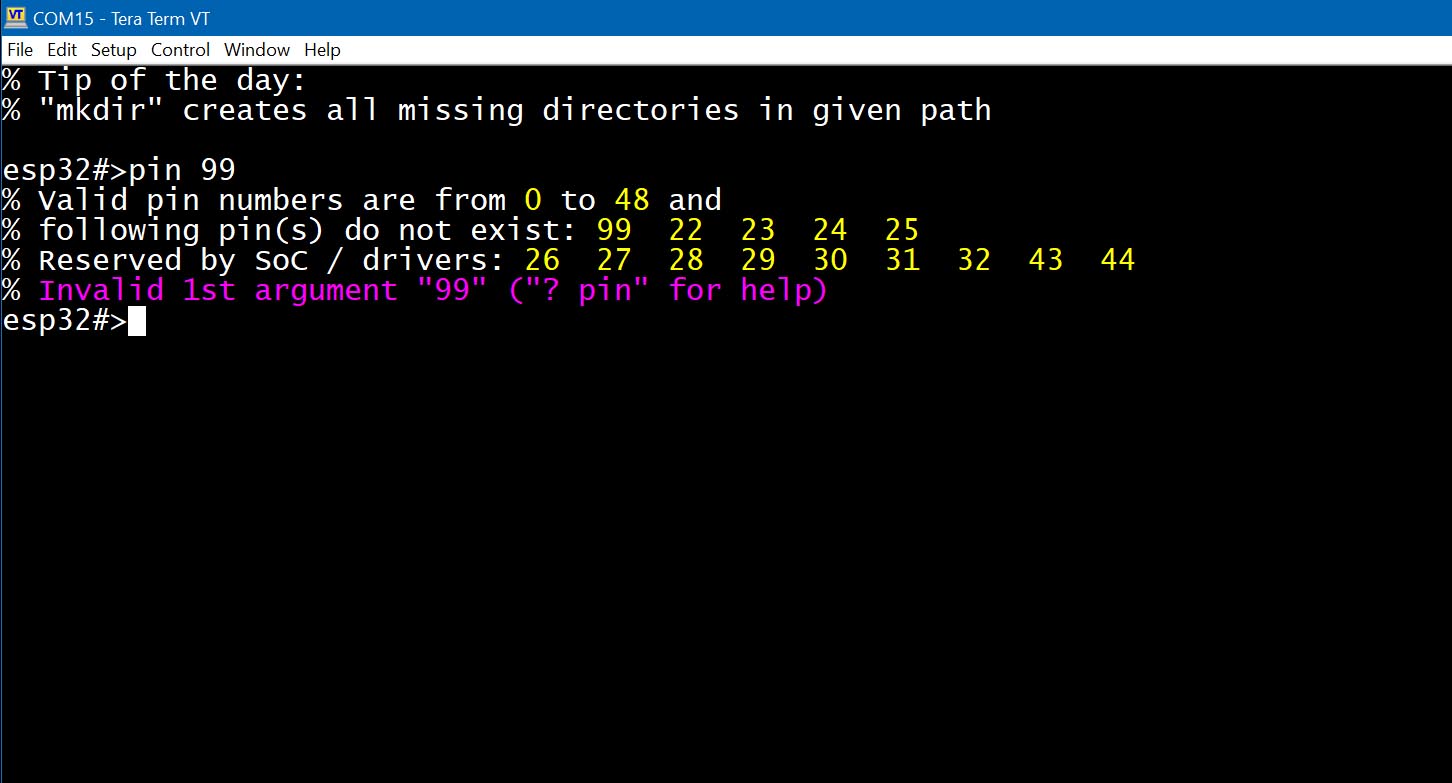 VT COM15 - Tera Term VT
File Edit Setup Control Window Help
% Tip of the day:
% "mkdir" creates all missing directories in given path
esp32#>pin 99
% Valid pin numbers are from 0 to 48 and
% following pin(s) do not exist: 99 22 23 24 25
% Reserved by SoC / drivers: 26 27 28 29 30 31 32 43 44
% Invalid 1st argument "99" ("? pin" for help)
esp32#>